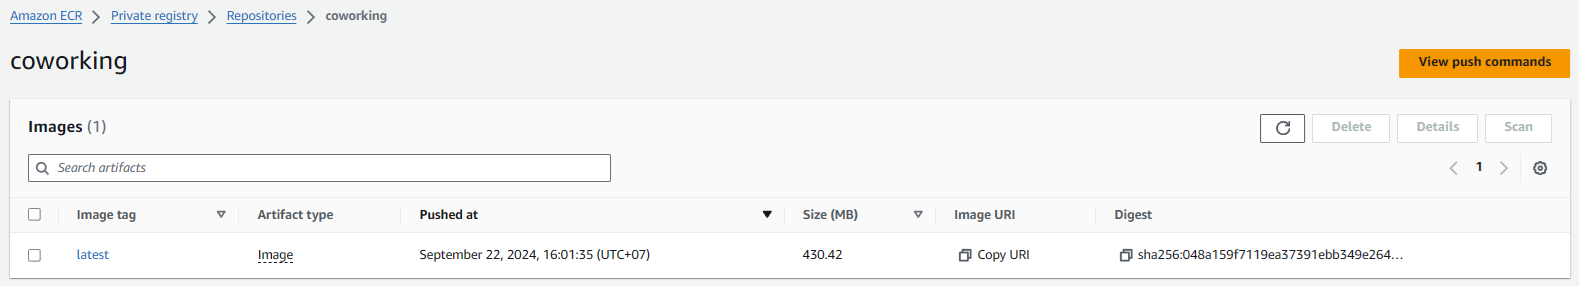 Amazon ECR > Private registry > Repositories > coworking
coworking
View push commands
Images (1)
Delete
Details
Scan
Search artifacts
1
Image tag Artifact type Pushed at Size (MB) Image URI Digest
latest Image September 22, 2024, 16:01:35 (UTC+07) 430.42 Copy URI sha256:048a159f7119ea37391ebb349e264...